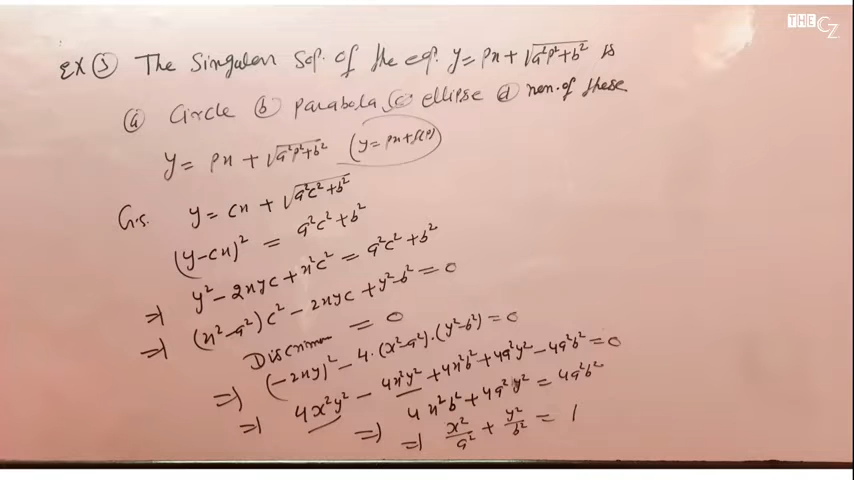 THE CZ
Ex ⑤ The Singular Solⁿ. of the eqⁿ. y = px + √(a²p²+b²) is
ⓐ Circle ⓑ parabola ⓒ ellipse ⓓ non. of these
y = px + √(a²p²+b²) (y = px + f(p))
G.s. y = cx + √(a²c²+b²)
(y-cx)² = a²c²+b²
⇒ y² - 2xyc + x²c² = a²c² + b²
⇒ (x²-a²)c² - 2xyc + y²-b² = 0
Discrimn = 0
⇒ (-2xy)² - 4.(x²-a²).(y²-b²) = 0
⇒ 4x²y² - 4x²y² + 4x²b² + 4a²y² - 4a²b² = 0
⇒ 4x²b² + 4a²y² = 4a²b²
⇒ x²/a² + y²/b² = 1